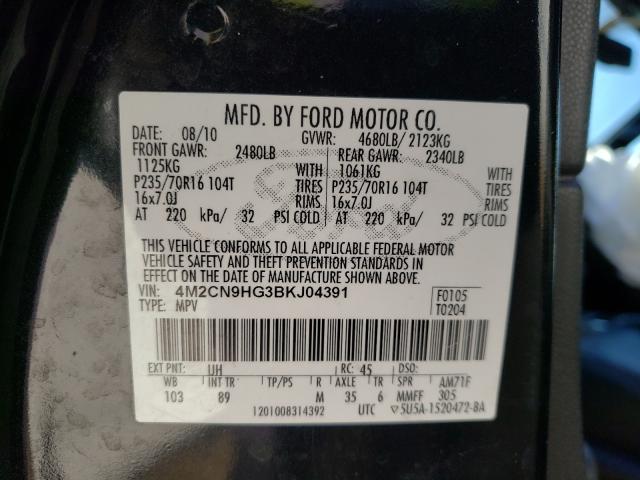 MFD. BY FORD MOTOR CO.
DATE: 08/10 GVWR: 4680LB/ 2123KG
FRONT GAWR: 2480LB REAR GAWR: 2340LB
1125KG WITH 1061KG WITH
P235/70R16 104T TIRES P235/70R16 104T TIRES
16x7.0J RIMS 16x7.0J RIMS
AT 220 kPa/ 32 PSI COLD AT 220 kPa/ 32 PSI COLD
THIS VEHICLE CONFORMS TO ALL APPLICABLE FEDERAL MOTOR
VEHICLE SAFETY AND THEFT PREVENTION STANDARDS IN
EFFECT ON THE DATE OF MANUFACTURE SHOWN ABOVE.
VIN: 4M2CN9HG3BKJ04391 F0105
TYPE: MPV T0204
EXT PNT: UH RC: 45 DSO:
WB INT TR TP/PS R AXLE TR SPR AM71F
103 89 M 35 6 MMFF 305
1201008314392 UTC ▽5U5A-1520472-BA